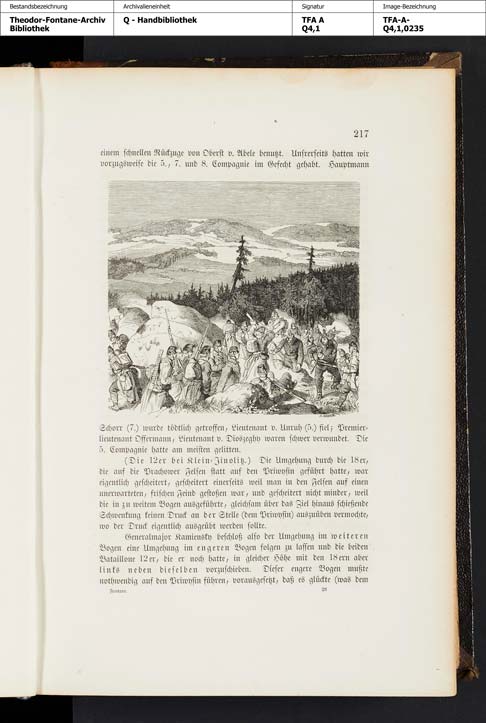 Bestandsbezeichnung
Archivalieneinheit
Signatur
Image-Bezeichnung
Theodor-Fontane-Archiv
Bibliothek
Q - Handbibliothek
TFA A
Q4,1
TFA-A-
Q4,1,0235
217
einem schnellen Rückzuge von Oberst v. Abele benutzt. Unsrerseits hatten wir
vorzugsweise die 5., 7. und 8. Compagnie im Gefecht gehabt. Hauptmann
Schorr (7.) wurde tödtlich getroffen, Lieutenant v. Unruh (5.) fiel; Premier-
lieutenant Offermann, Lieutenant v. Dioszeghy waren schwer verwundet. Die
5. Compagnie hatte am meisten gelitten.
(Die 12er bei Klein-Jinolitz.) Die Umgehung durch die 18er,
die auf die Prachower Felsen statt auf den Priwysin geführt hatte, war
eigentlich gescheitert, gescheitert einerseits weil man in den Felsen auf einen
unerwarteten, frischen Feind gestoßen war, und gescheitert nicht minder, weil
die in zu weitem Bogen ausgeführte, gleichsam über das Ziel hinaus schießende
Schwenkung keinen Druck an der Stelle (dem Priwysin) auszuüben vermochte,
wo der Druck eigentlich ausgeübt werden sollte.
Generalmajor Kamiensky beschloß also der Umgehung im weiteren
Bogen eine Umgehung im engeren Bogen folgen zu lassen und die beiden
Bataillone 12er, die er noch hatte, in gleicher Höhe mit den 18ern aber
links neben dieselben vorzuschieben. Dieser engere Bogen mußte
nothwendig auf den Priwysin führen, vorausgesetzt, daß es glückte (was dem
Fontane.
28